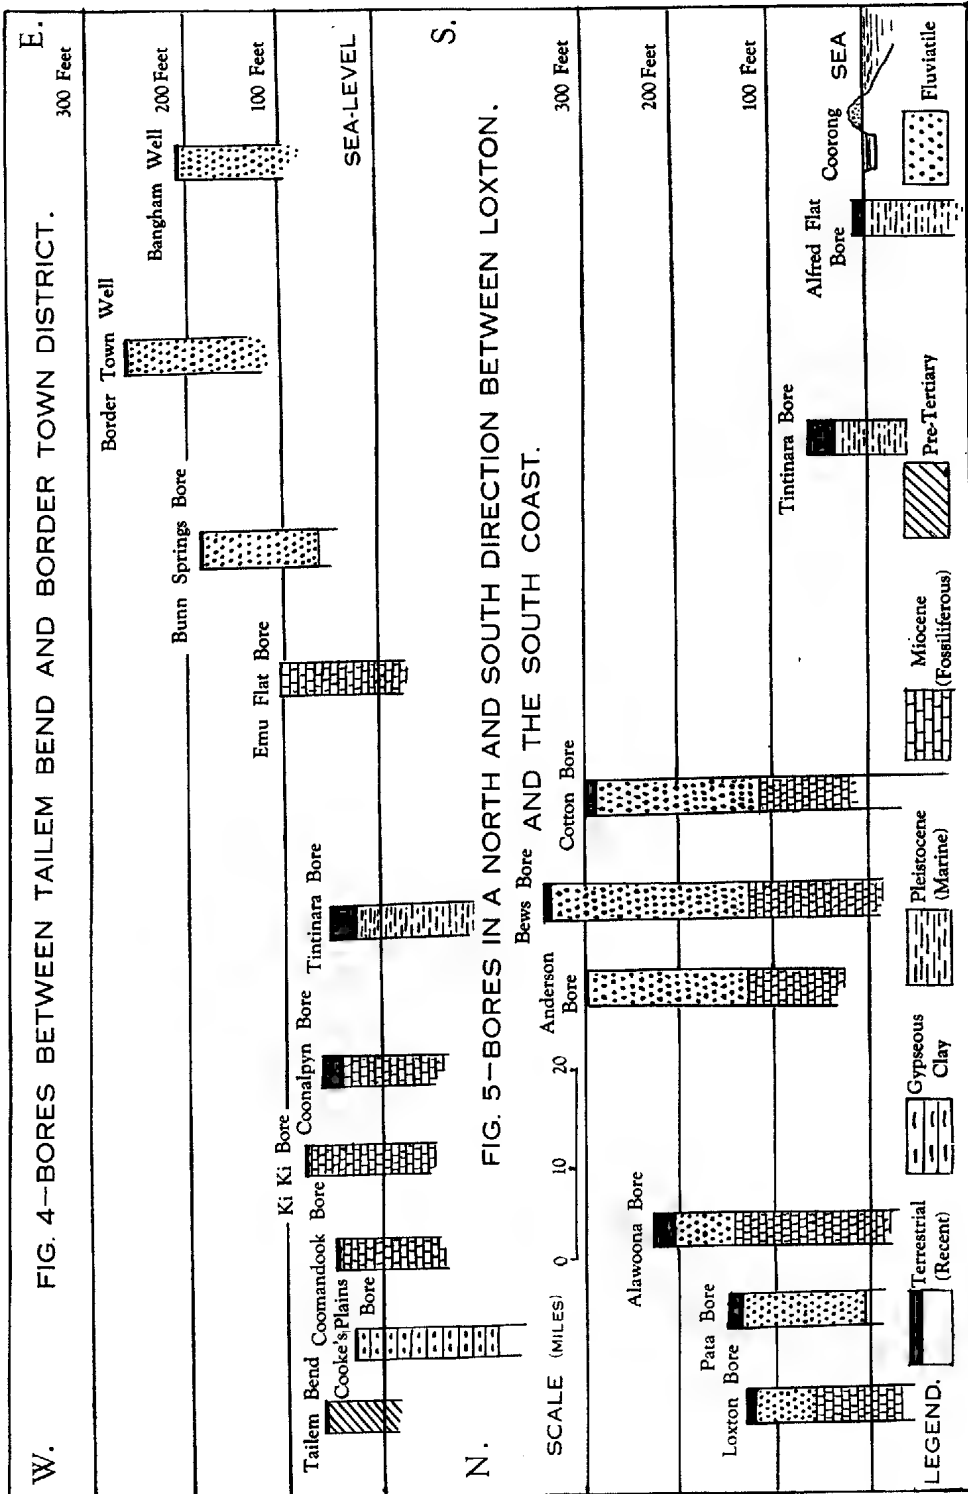 W.
FIG. 4—BORES BETWEEN TAILEM BEND AND BORDER TOWN DISTRICT.
E.
300 Feet
200 Feet
100 Feet
SEA-LEVEL
Tailem Bend
Cooke's Plains
Bore
Coomandook Bore
Ki Ki Bore
Coonalpyn Bore
Tintinara Bore
Emu Flat Bore
Bunn Springs Bore
Border Town Well
Bangham Well
N.
FIG. 5—BORES IN A NORTH AND SOUTH DIRECTION BETWEEN LOXTON.
AND THE SOUTH COAST.
S.
300 Feet
200 Feet
100 Feet
SCALE (MILES)
0
10
20
Loxton Bore
Pata Bore
Alawoona Bore
Anderson
Bore
Bews Bore
Cotton Bore
Tintinara Bore
Alfred Flat
Bore
Coorong
SEA
LEGEND.
Terrestrial
(Recent)
Gypseous
Clay
Pleistocene
(Marine)
Miocene
(Fossiliferous)
Pre-Tertiary
Fluviatile